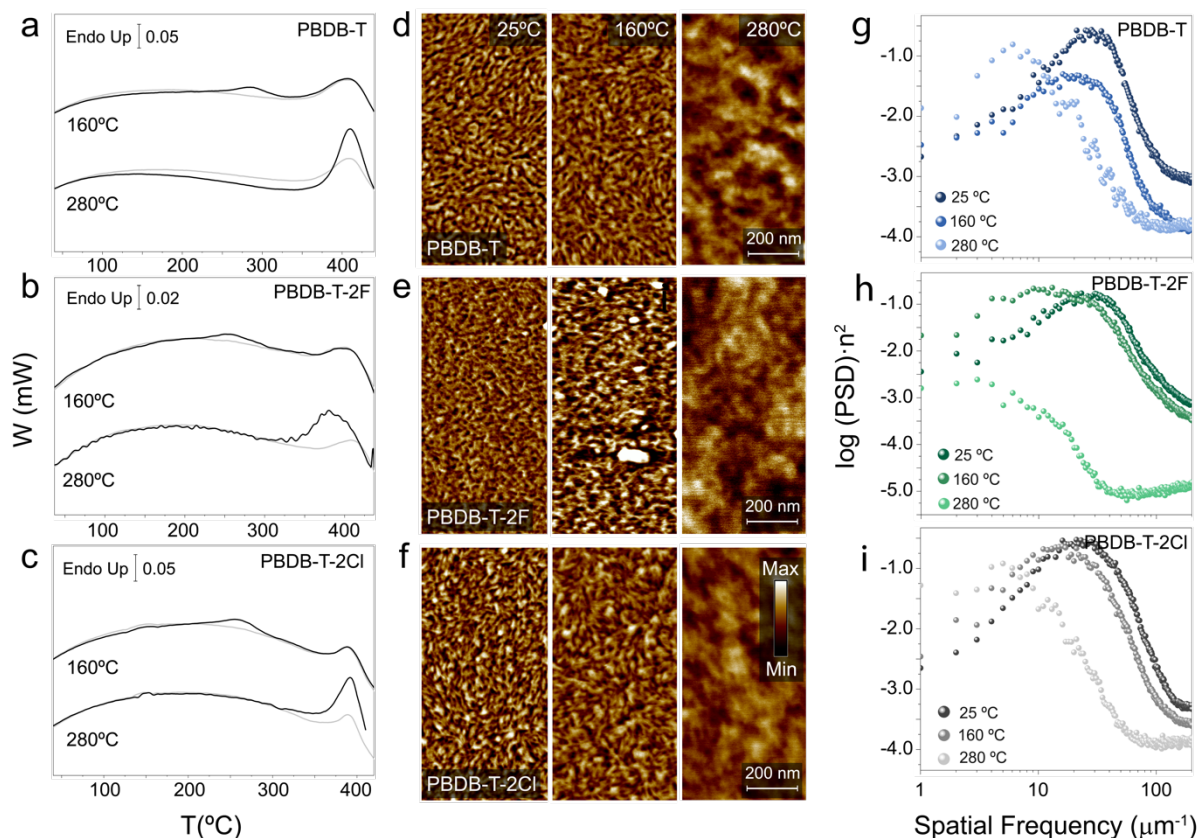 a
Endo Up
0.05
PBDB-T
160ºC
280ºC
100
200
300
400
b
Endo Up
0.02
PBDB-T-2F
160ºC
280ºC
100
200
300
400
c
Endo Up
0.05
PBDB-T-2Cl
160ºC
280ºC
100
200
300
400
W (mW)
T(ºC)
d
25ºC
160ºC
280ºC
PBDB-T
200 nm
e
PBDB-T-2F
200 nm
f
Max
Min
PBDB-T-2Cl
200 nm
g
PBDB-T
-1.0
-2.0
-3.0
-4.0
25 ºC
160 ºC
280 ºC
h
PBDB-T-2F
-1.0
-2.0
-3.0
-4.0
-5.0
25 ºC
160 ºC
280 ºC
i
PBDB-T-2Cl
-1.0
-2.0
-3.0
-4.0
25 ºC
160 ºC
280 ºC
log (PSD)·n²
1
10
100
Spatial Frequency (μm⁻¹)